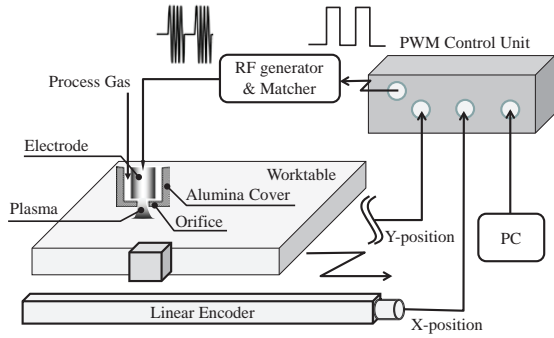 PWM Control Unit
RF generator
& Matcher
Process Gas
Electrode
Worktable
Alumina Cover
Plasma
Orifice
Y-position
PC
Linear Encoder
X-position